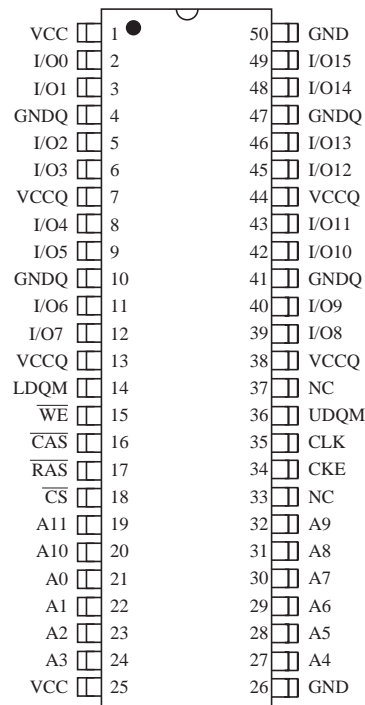 VCC 1 50 GND
I/O0 2 49 I/O15
I/O1 3 48 I/O14
GNDQ 4 47 GNDQ
I/O2 5 46 I/O13
I/O3 6 45 I/O12
VCCQ 7 44 VCCQ
I/O4 8 43 I/O11
I/O5 9 42 I/O10
GNDQ 10 41 GNDQ
I/O6 11 40 I/O9
I/O7 12 39 I/O8
VCCQ 13 38 VCCQ
LDQM 14 37 NC
W̅E̅ 15 36 UDQM
C̅A̅S̅ 16 35 CLK
R̅A̅S̅ 17 34 CKE
C̅S̅ 18 33 NC
A11 19 32 A9
A10 20 31 A8
A0 21 30 A7
A1 22 29 A6
A2 23 28 A5
A3 24 27 A4
VCC 25 26 GND